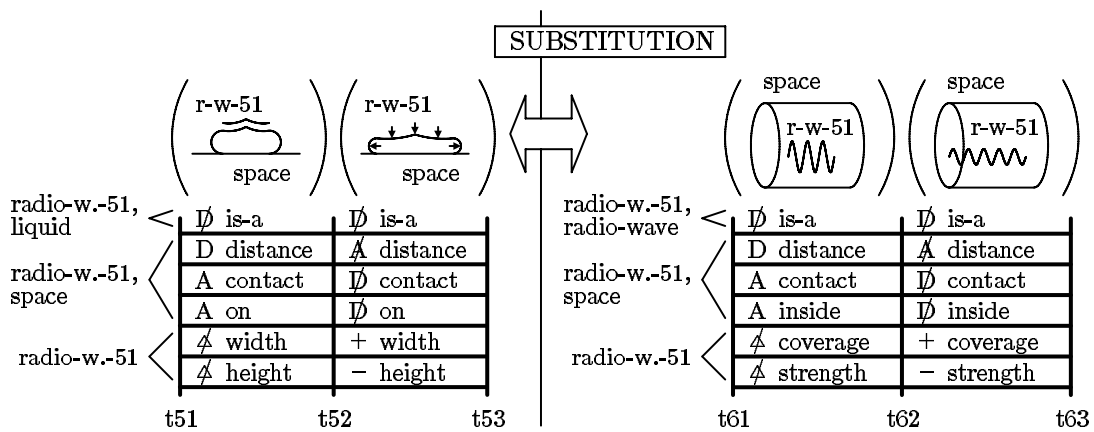 SUBSTITUTION
r-w-51
space
r-w-51
space
radio-w.-51,
liquid
radio-w.-51,
space
radio-w.-51
D̸ is-a D̸ is-a
D distance A̸ distance
A contact D̸ contact
A on D̸ on
△̸ width + width
△̸ height − height
t51 t52 t53
space
r-w-51
space
r-w-51
radio-w.-51,
radio-wave
radio-w.-51,
space
radio-w.-51
D̸ is-a D̸ is-a
D distance A̸ distance
A contact D̸ contact
A inside D̸ inside
△̸ coverage + coverage
△̸ strength − strength
t61 t62 t63